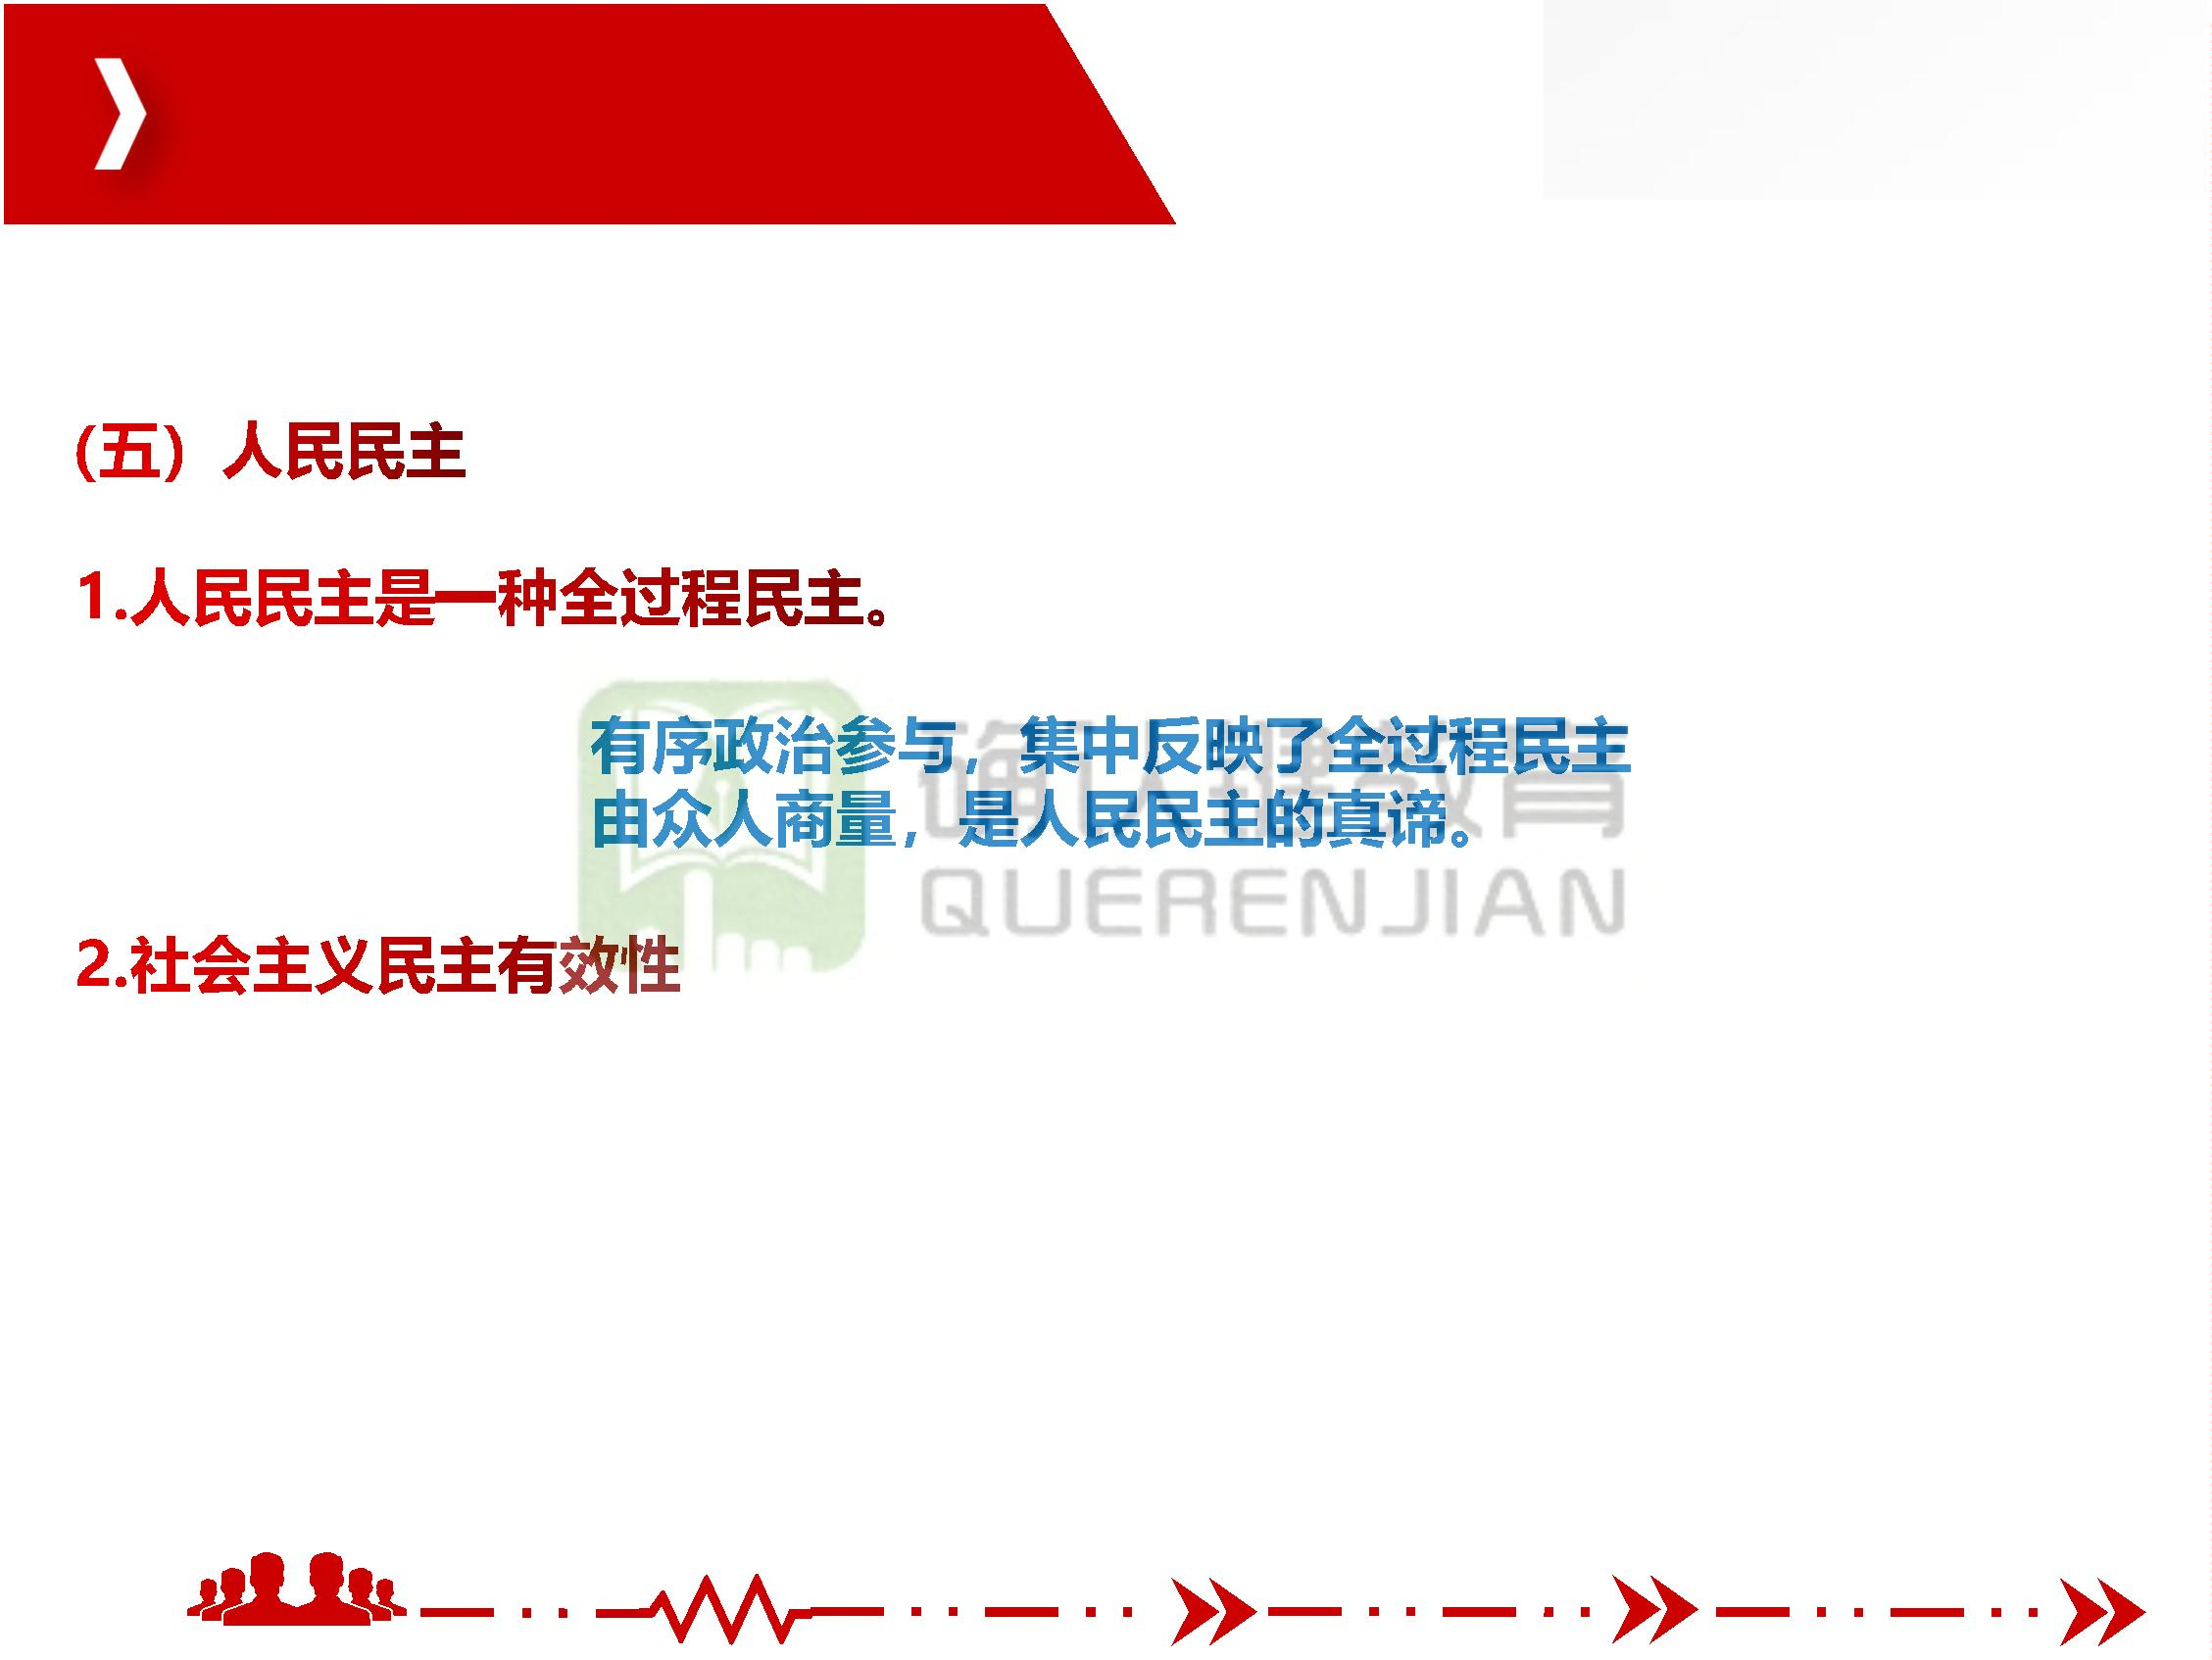 (五) 人民民主
1.人民民主是一种全过程民主。
有序政治参与，集中反映了全过程民主
由众人商量，是人民民主的真谛。
QUERENJIAN
2.社会主义民主有效性